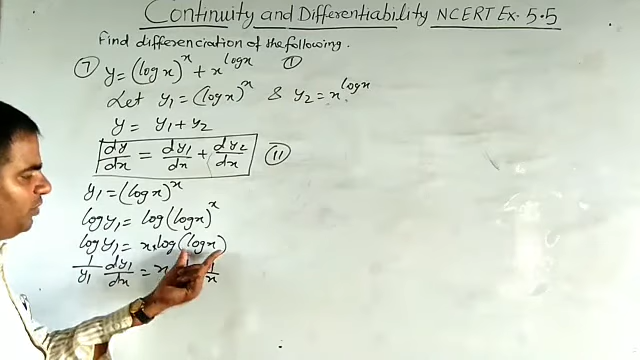 Continuity and Differentiability NCERT Ex-5.5
Find differenciation of the following.
⑦ y = (log x)^x + x^{log x} Ⓘ
Let y₁ = (log x)^x & y₂ = x^{log x}
y = y₁ + y₂
dy/dx = dy₁/dx + dy₂/dx ⑪
y₁ = (log x)^x
log y₁ = log (log x)^x
log y₁ = x·log (log x)
1/y₁ dy₁/dx = x 1/x